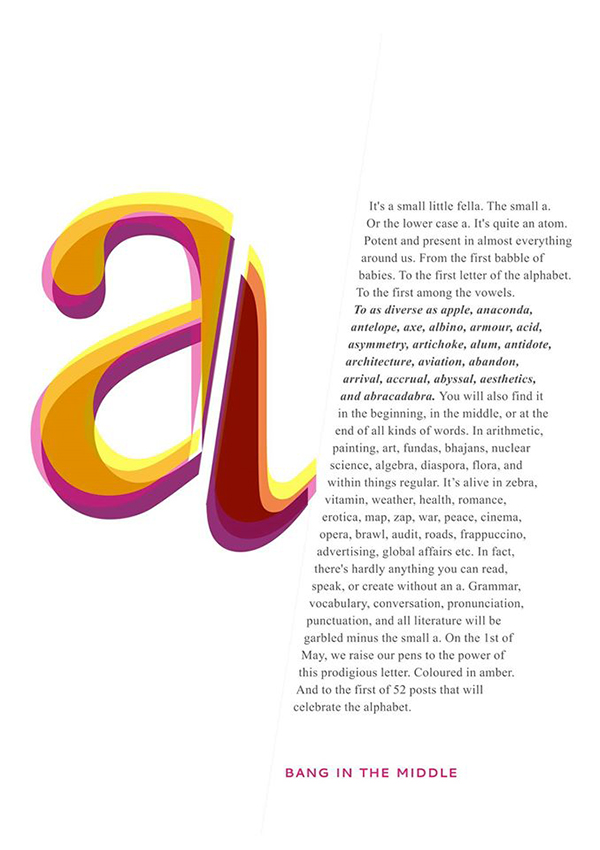 a
It's a small little fella. The small a.
Or the lower case a. It's quite an atom.
Potent and present in almost everything
around us. From the first babble of
babies. To the first letter of the alphabet.
To the first among the vowels.
To as diverse as apple, anaconda,
antelope, axe, albino, armour, acid,
asymmetry, artichoke, alum, antidote,
architecture, aviation, abandon,
arrival, accrual, abyssal, aesthetics,
and abracadabra. You will also find it
in the beginning, in the middle, or at the
end of all kinds of words. In arithmetic,
painting, art, fundas, bhajans, nuclear
science, algebra, diaspora, flora, and
within things regular. It’s alive in zebra,
vitamin, weather, health, romance,
erotica, map, zap, war, peace, cinema,
opera, brawl, audit, roads, frappuccino,
advertising, global affairs etc. In fact,
there's hardly anything you can read,
speak, or create without an a. Grammar,
vocabulary, conversation, pronunciation,
punctuation, and all literature will be
garbled minus the small a. On the 1st of
May, we raise our pens to the power of
this prodigious letter. Coloured in amber.
And to the first of 52 posts that will
celebrate the alphabet.
BANG IN THE MIDDLE